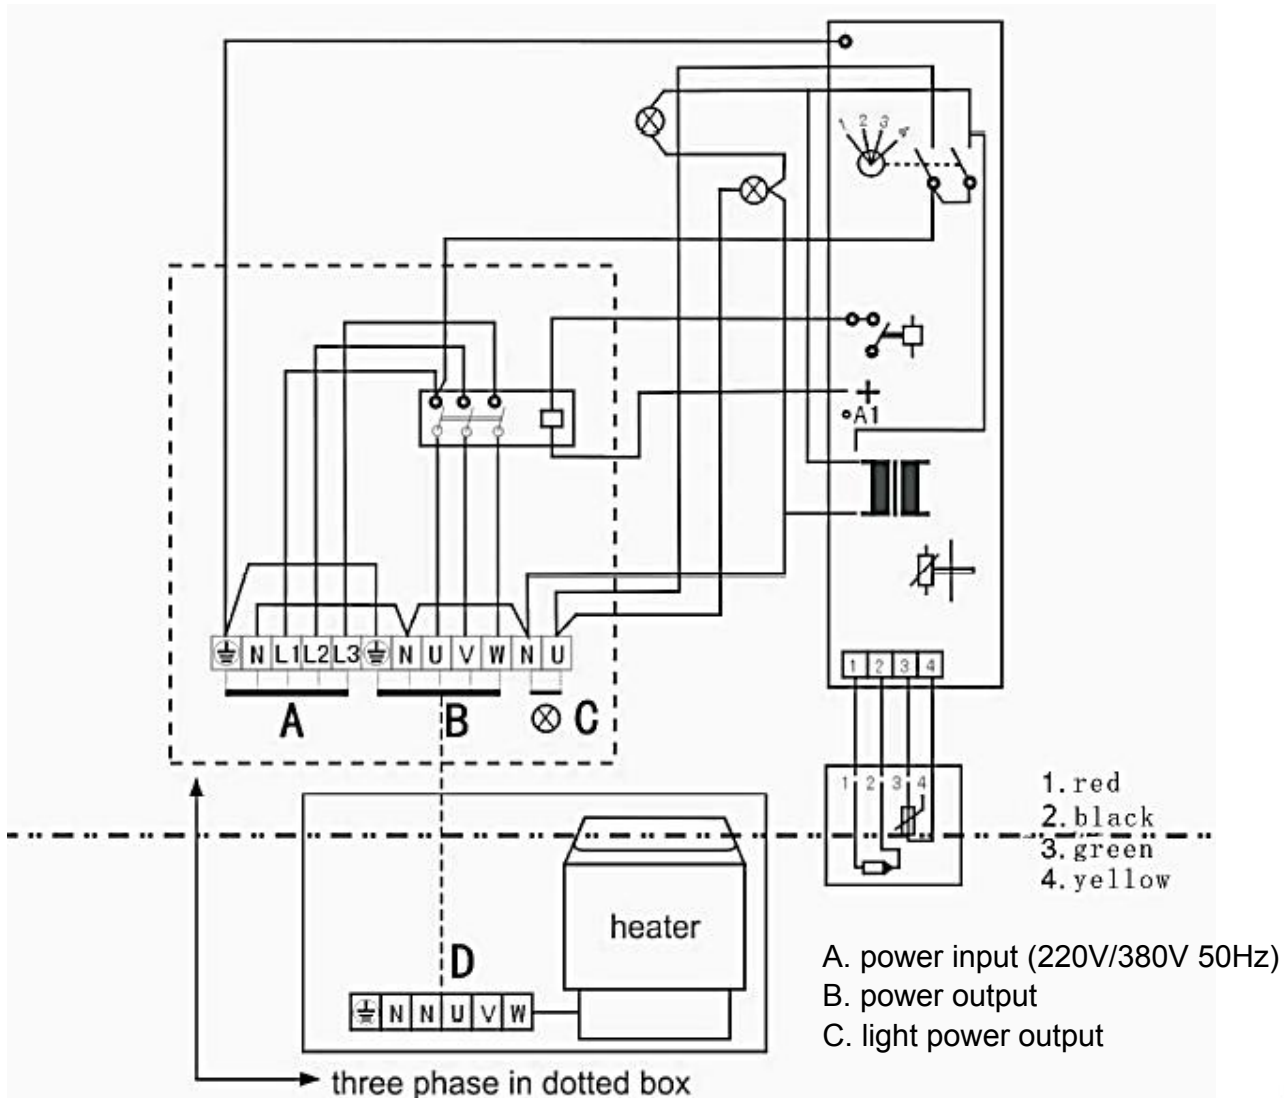 1 2 3 4
A1
N L1 L2 L3 N U V W N U
A B C
1 2 3 4
1 2 3 4
1. red
2. black
3. green
4. yellow
heater
D
N N U V W
A. power input (220V/380V 50Hz)
B. power output
C. light power output
three phase in dotted box